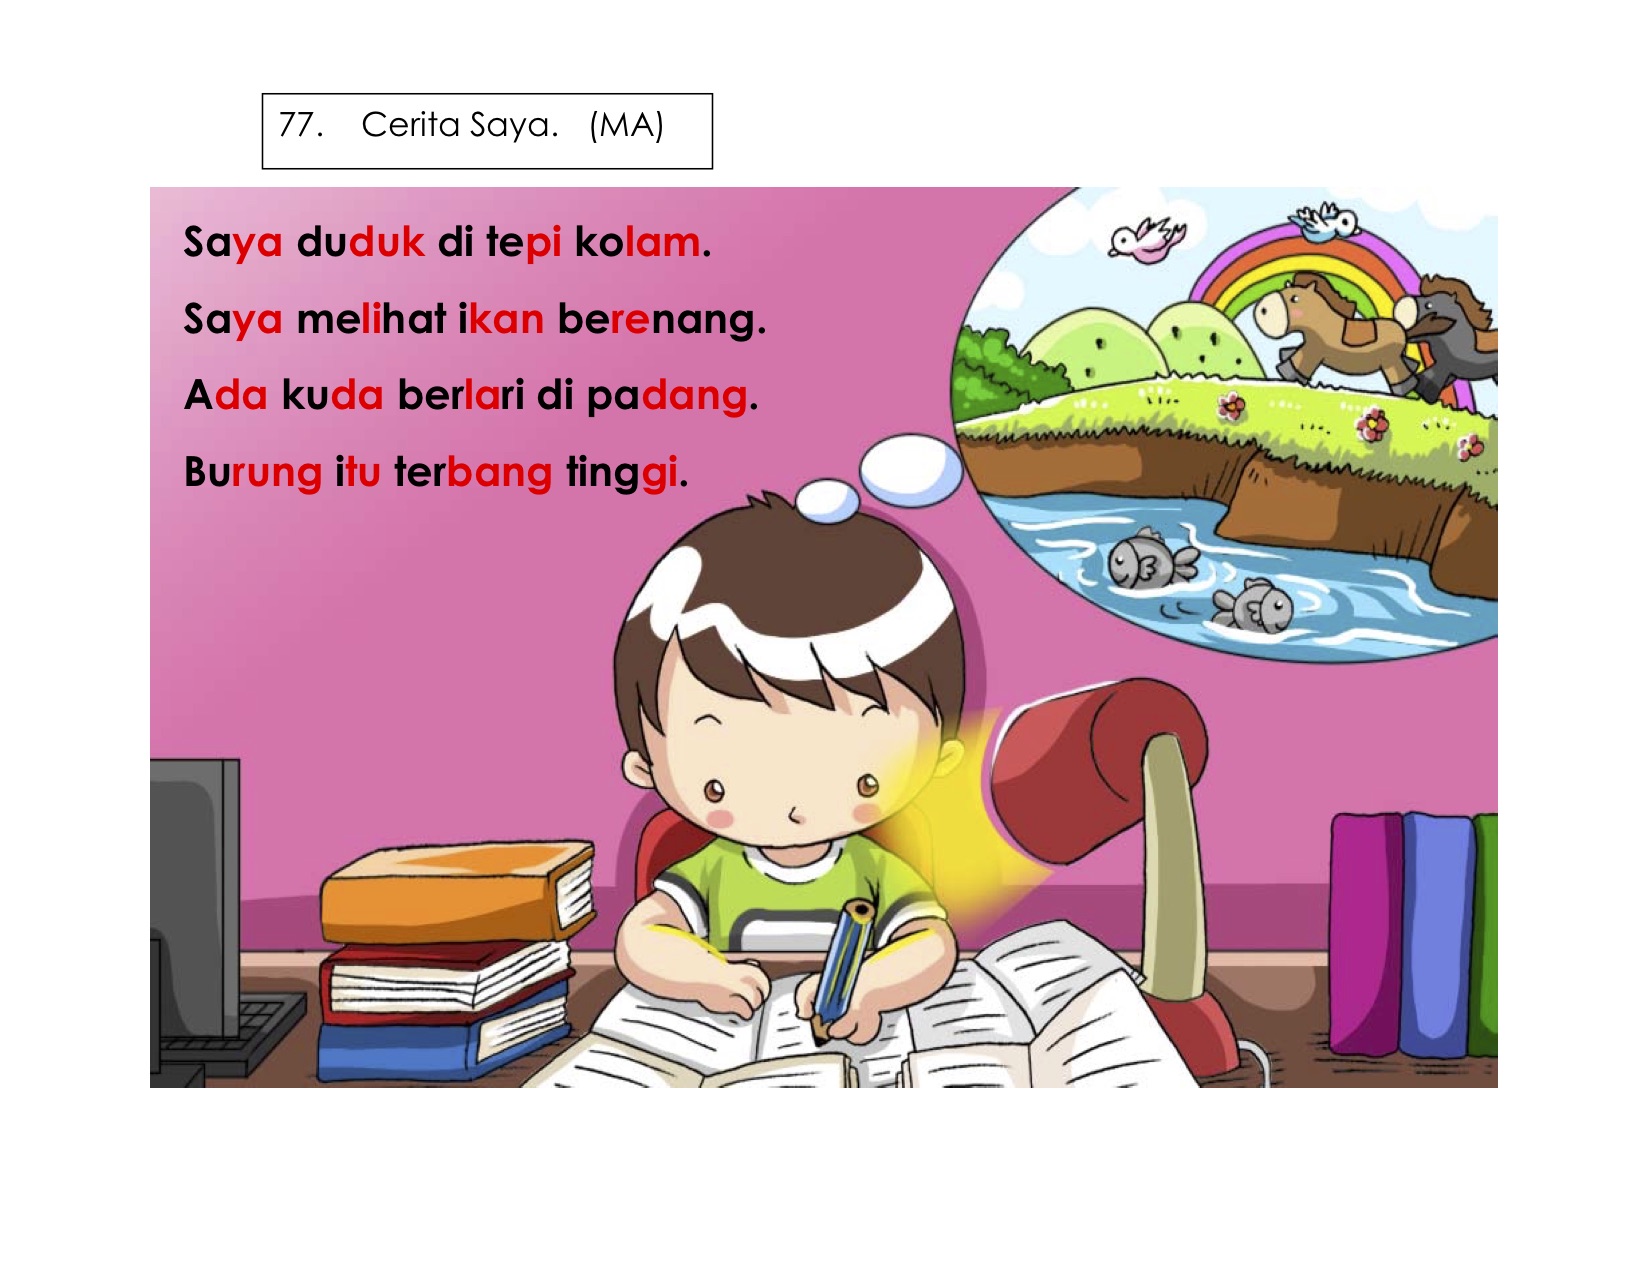 77. Cerita Saya. (MA)
Saya duduk di tepi kolam.
Saya melihat ikan berenang.
Ada kuda berlari di padang.
Burung itu terbang tinggi.